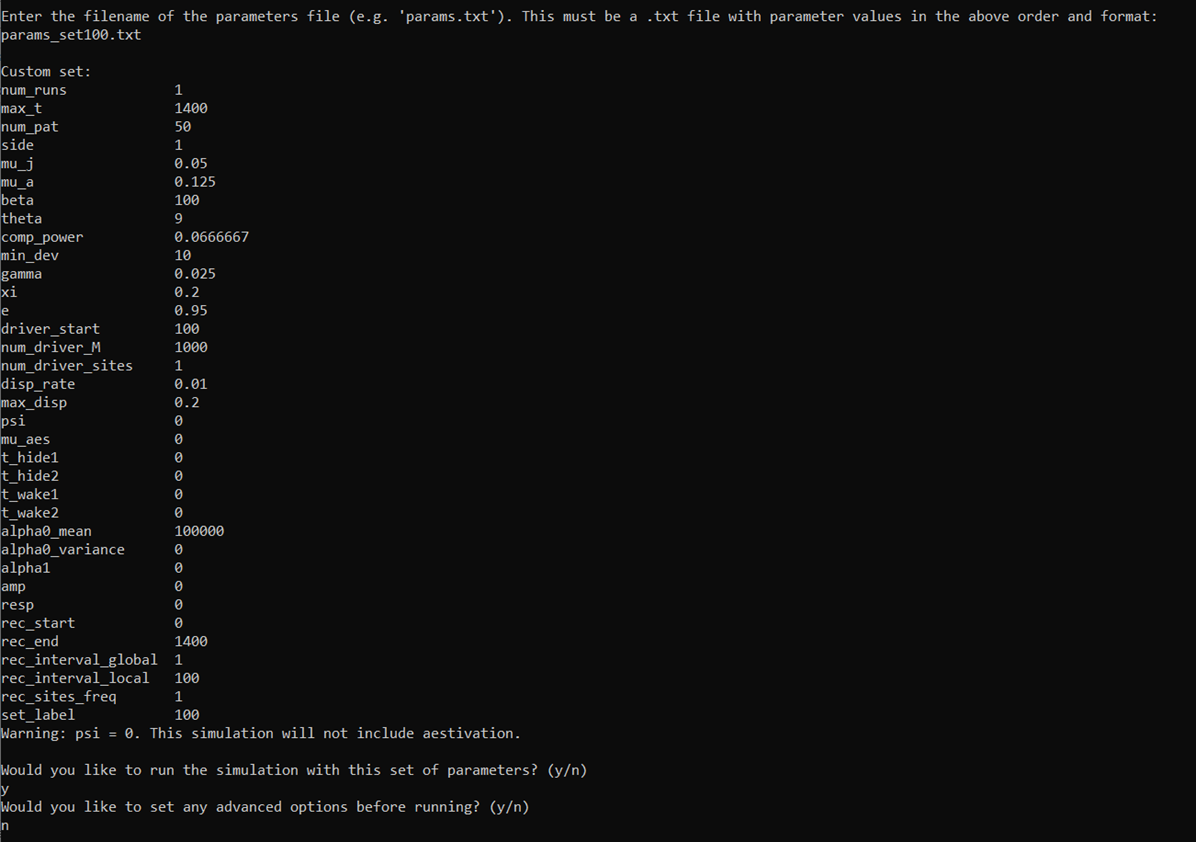 Enter the filename of the parameters file (e.g. 'params.txt'). This must be a .txt file with parameter values in the above order and format:
params_set100.txt
Custom set:
num_runs 1
max_t 1400
num_pat 50
side 1
mu_j 0.05
mu_a 0.125
beta 100
theta 9
comp_power 0.0666667
min_dev 10
gamma 0.025
xi 0.2
e 0.95
driver_start 100
num_driver_M 1000
num_driver_sites 1
disp_rate 0.01
max_disp 0.2
psi 0
mu_aes 0
t_hide1 0
t_hide2 0
t_wake1 0
t_wake2 0
alpha0_mean 100000
alpha0_variance 0
alpha1 0
amp 0
resp 0
rec_start 0
rec_end 1400
rec_interval_global 1
rec_interval_local 100
rec_sites_freq 1
set_label 100
Warning: psi = 0. This simulation will not include aestivation.
Would you like to run the simulation with this set of parameters? (y/n)
y
Would you like to set any advanced options before running? (y/n)
n